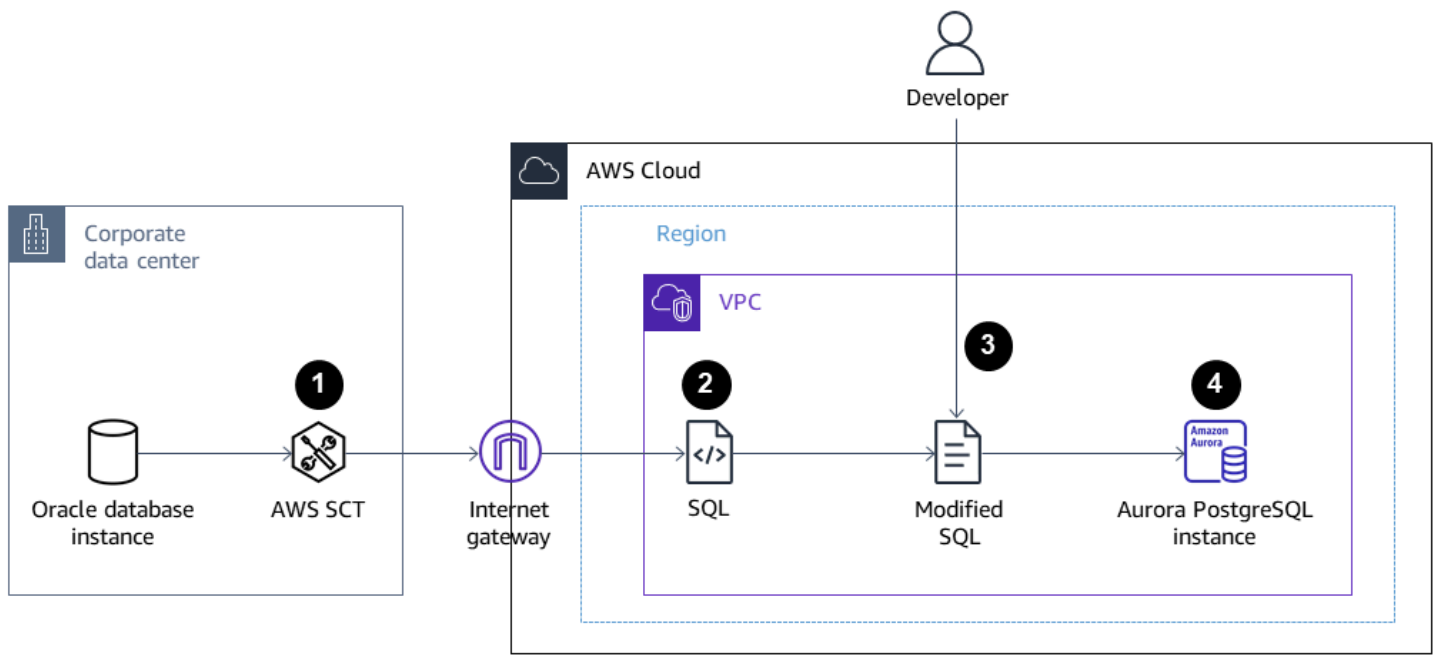 Developer
AWS Cloud
Corporate
data center
Region
VPC
1
2
3
4
Amazon
Aurora
</>
Oracle database
instance
AWS SCT
Internet
gateway
SQL
Modified
SQL
Aurora PostgreSQL
instance